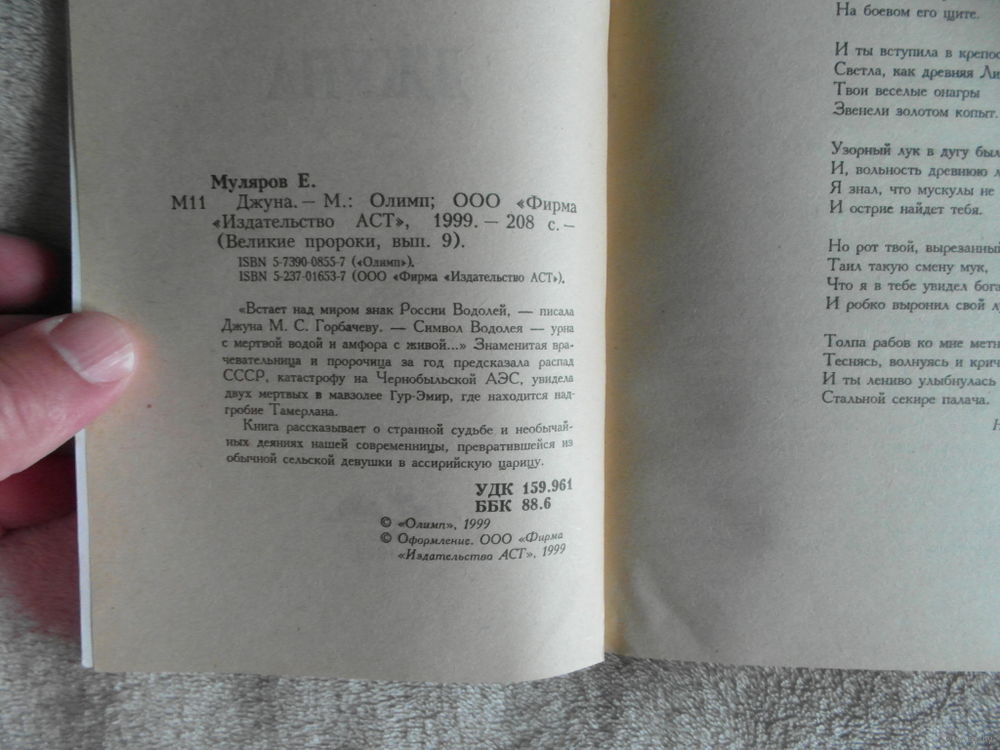 Муляров Е.
М11 Джуна. — М.: Олимп; ООО «Фирма
«Издательство АСТ», 1999. — 208 с. —
(Великие пророки, вып. 9).
ISBN 5-7390-0855-7 («Олимп»).
ISBN 5-237-01653-7 (ООО «Фирма «Издательство АСТ»).
«Встает над миром знак России Водолей, — писала
Джуна М. С. Горбачеву. — Символ Водолея — урна
с мертвой водой и амфора с живой...» Знаменитая вра-
чевательница и пророчица за год предсказала распад
СССР, катастрофу на Чернобыльской АЭС, увидела
двух мертвых в мавзолее Гур-Эмир, где находится над-
гробие Тамерлана.
Книга рассказывает о странной судьбе и необычай-
ных деяниях нашей современницы, превратившейся из
обычной сельской девушки в ассирийскую царицу.
УДК 159.961
ББК 88.6
© «Олимп», 1999
© Оформление. ООО «Фирма
«Издательство АСТ», 1999
На боевом его щите.
И ты вступила в
Светла, как древняя
Твои веселые онагры
Звенели золотом копыт.
Узорный лук в дугу
И, вольность древнюю
Я знал, что мускулы не
И острие найдет тебя.
Но рот твой,
Таил такую смену мук,
Что я в тебе увидел
И робко выронил свой
Толпа рабов ко мне
Теснясь, волнуясь и
И ты лениво улыбнулась
Стальной секире палача.